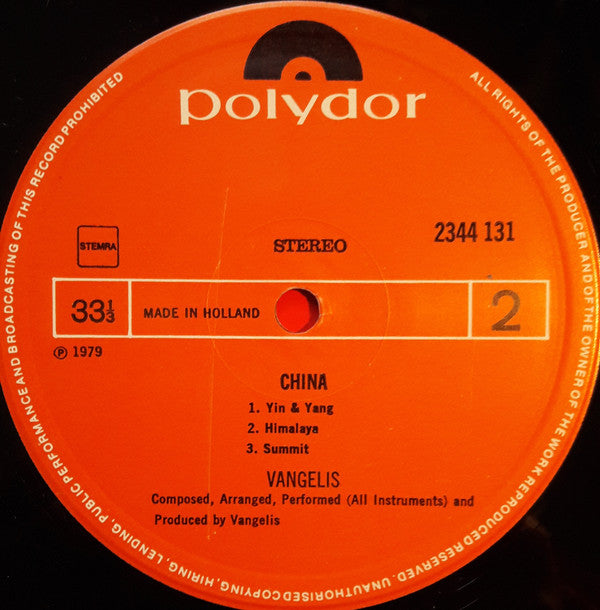 polydor
STEMRA
STEREO
2344 131
33⅓
MADE IN HOLLAND
2
℗ 1979
CHINA
1. Yin & Yang
2. Himalaya
3. Summit
VANGELIS
Composed, Arranged, Performed (All Instruments) and
Produced by Vangelis
ALL RIGHTS OF THE PRODUCER AND OF THE OWNER OF THE WORK REPRODUCED RESERVED. UNAUTHORISED COPYING, HIRING, LENDING, PUBLIC PERFORMANCE AND BROADCASTING OF THIS RECORD PROHIBITED